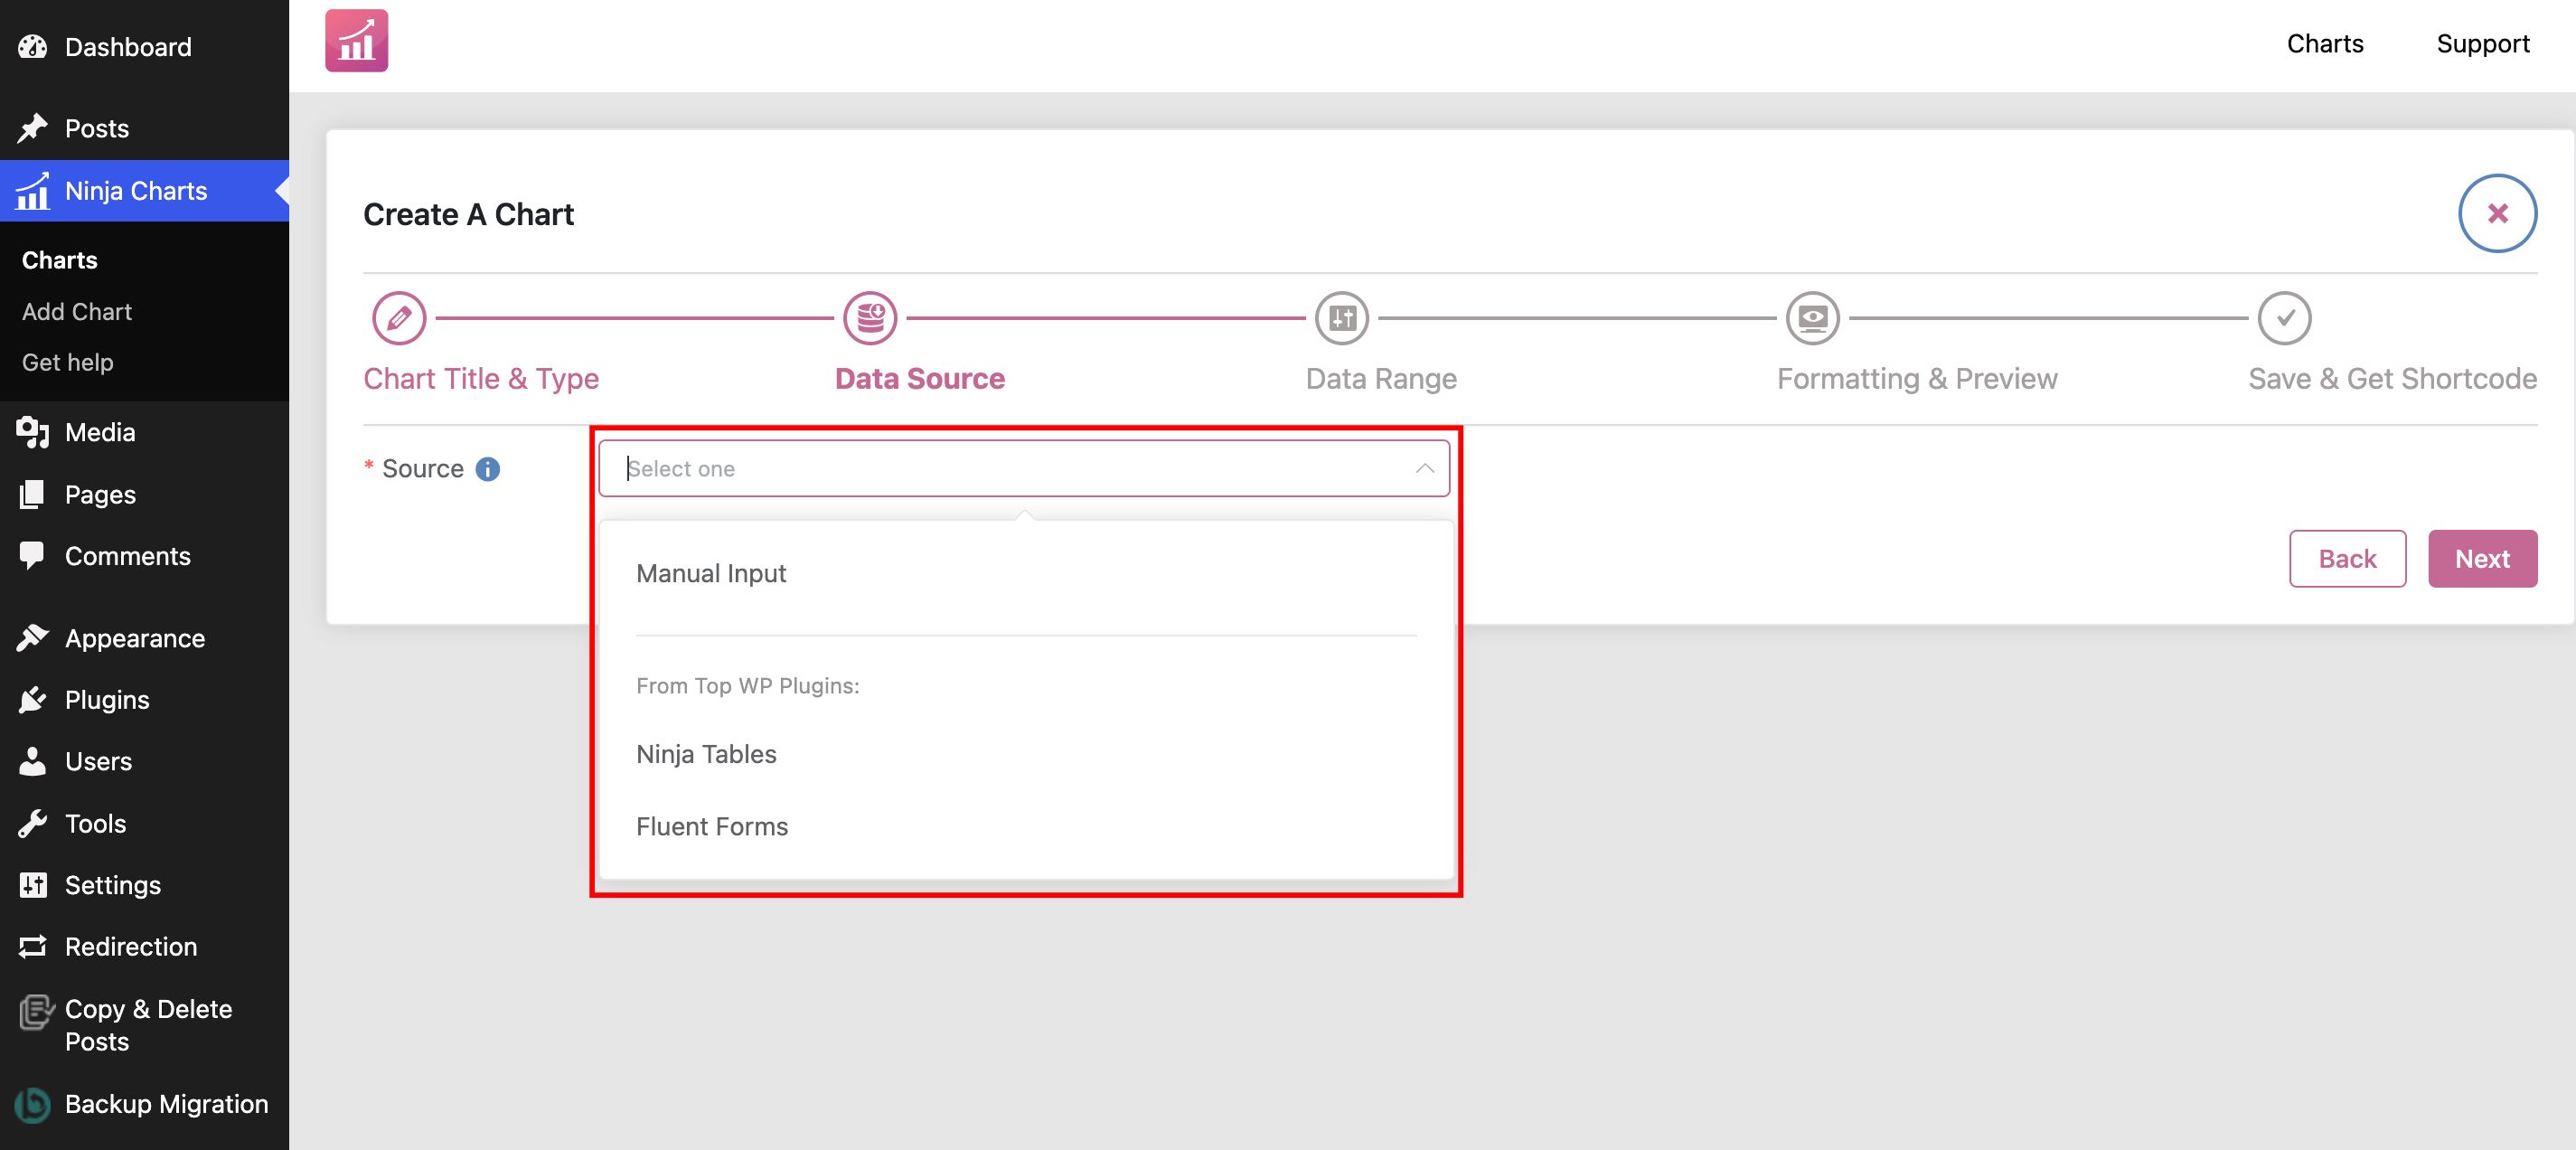 Dashboard
Posts
Ninja Charts
Charts
Add Chart
Get help
Media
Pages
Comments
Appearance
Plugins
Users
Tools
Settings
Redirection
Copy & Delete
Posts
Backup Migration
Charts
Support
Create A Chart
Chart Title & Type
Data Source
Data Range
Formatting & Preview
Save & Get Shortcode
* Source
Select one
Manual Input
From Top WP Plugins:
Ninja Tables
Fluent Forms
Back
Next